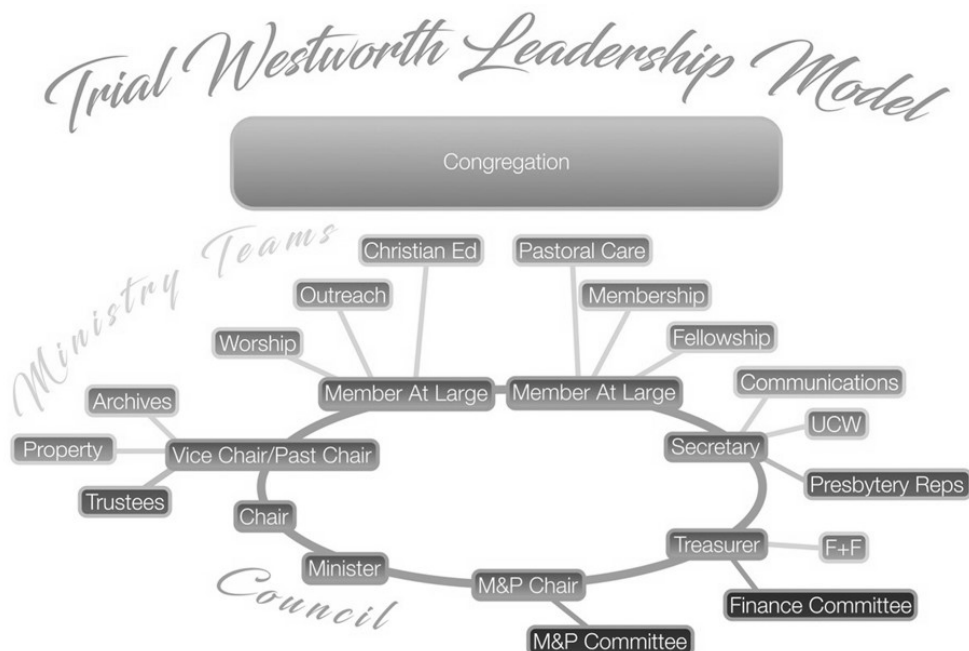 Trial Westworth Leadership Model
Congregation
Ministry Teams
Christian Ed
Pastoral Care
Outreach
Membership
Worship
Fellowship
Member At Large
Member At Large
Communications
Archives
UCW
Property
Vice Chair/Past Chair
Secretary
Trustees
Presbytery Reps
Chair
Treasurer
F+F
Minister
M&P Chair
Council
Finance Committee
M&P Committee